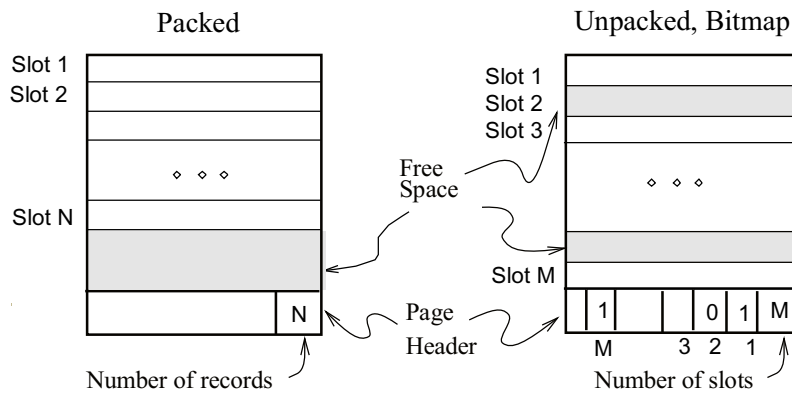 Packed
Slot 1
Slot 2
Slot N
N
Number of records
Free
Space
Page
Header
Unpacked, Bitmap
Slot 1
Slot 2
Slot 3
Slot M
1 0 1 M
M 3 2 1
Number of slots